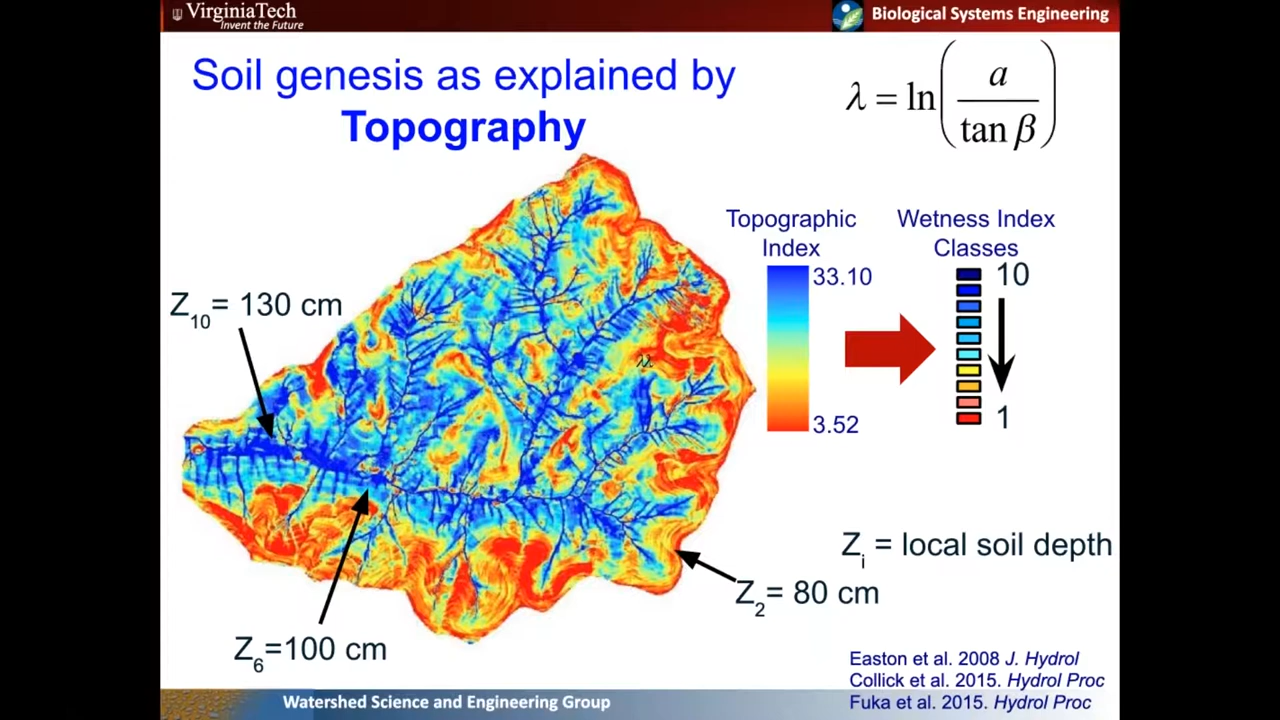 VirginiaTech
Invent the Future
Biological Systems Engineering
Soil genesis as explained by
Topography
λ = ln(a / tan β)
Topographic
Index
33.10
3.52
Wetness Index
Classes
10
1
Z10= 130 cm
Z6=100 cm
Z2= 80 cm
Zi = local soil depth
Easton et al. 2008 J. Hydrol
Collick et al. 2015. Hydrol Proc
Fuka et al. 2015. Hydrol Proc
Watershed Science and Engineering Group